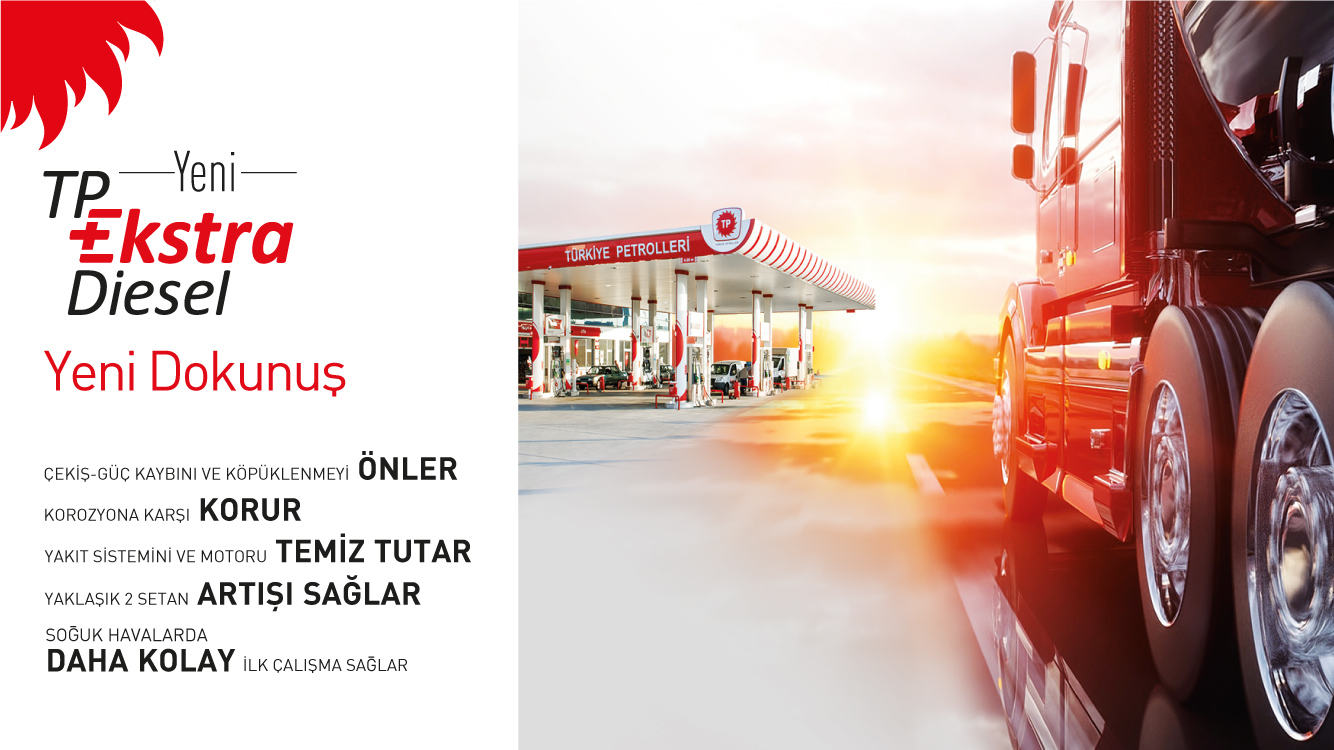 Yeni
TP
Ekstra
Diesel
Yeni Dokunuş
ÇEKİŞ-GÜÇ KAYBINI VE KÖPÜKLENMEYİ ÖNLER
KOROZYONA KARŞI KORUR
YAKIT SİSTEMİNİ VE MOTORU TEMİZ TUTAR
YAKLAŞIK 2 SETAN ARTIŞI SAĞLAR
SOĞUK HAVALARDA
DAHA KOLAY İLK ÇALIŞMA SAĞLAR
TÜRKİYE PETROLLERİ
TP